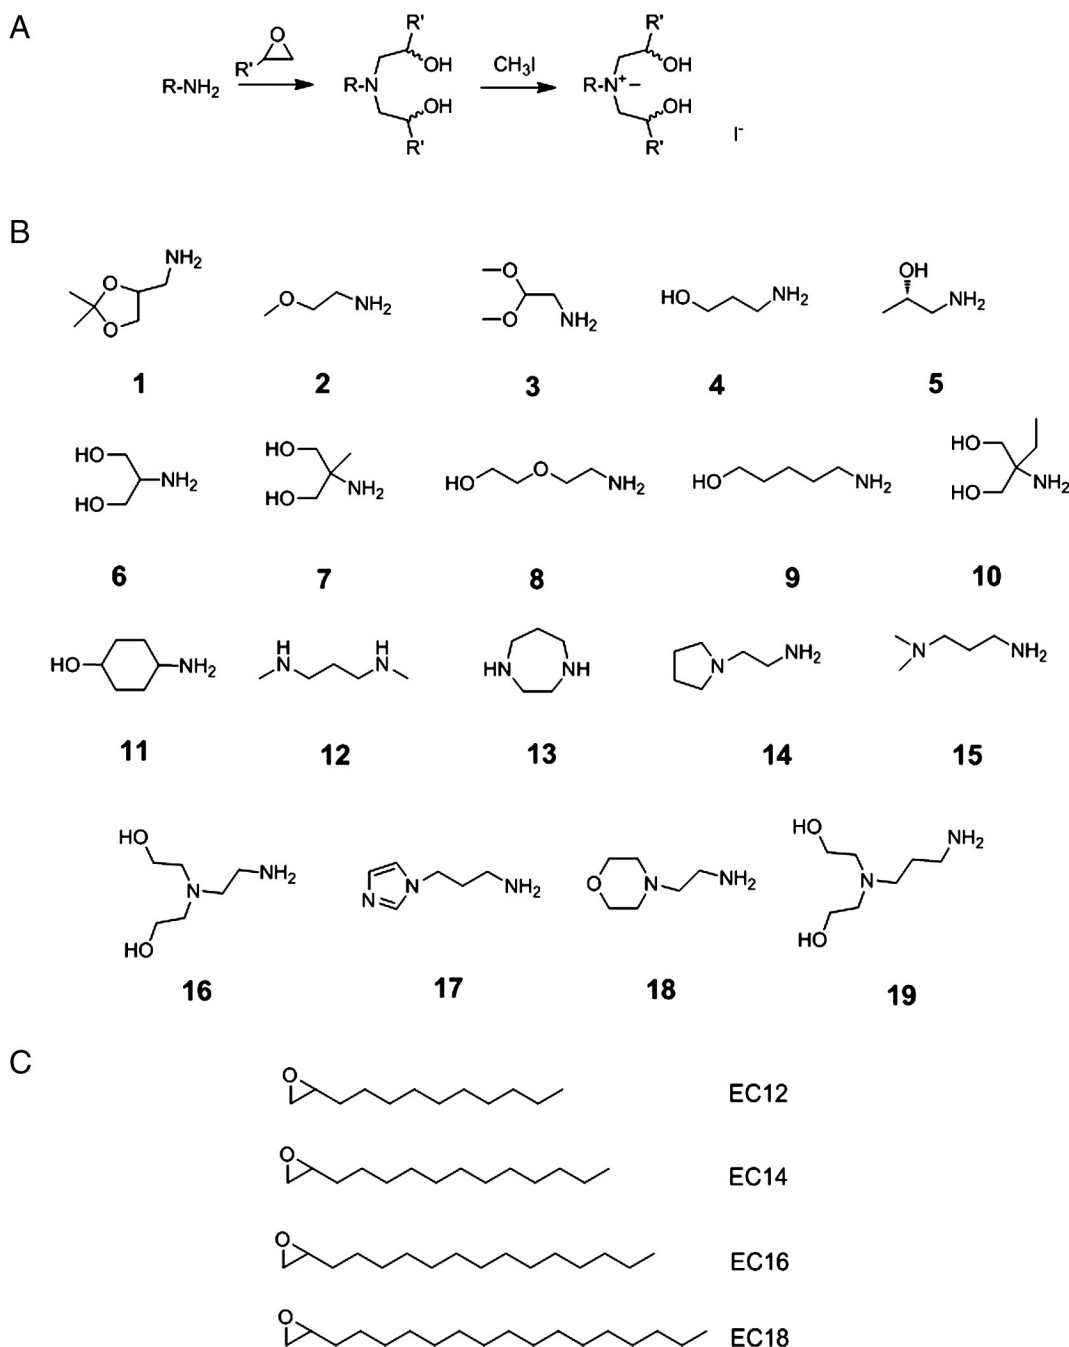 A
R'
O
R-NH2
R'
OH
R-N
OH
R'
CH3I
R'
OH
R-N+
OH
R'
I-
B
NH2
O
O
1
O
NH2
2
O
O
NH2
3
HO
NH2
4
OH
NH2
5
HO
HO
NH2
6
HO
HO
NH2
7
HO
O
NH2
8
HO
NH2
9
HO
HO
NH2
10
HO
NH2
11
H
N
H
N
12
HN
NH
13
N
NH2
14
N
NH2
15
HO
N
NH2
HO
16
N
N
NH2
17
O
N
NH2
18
HO
NH2
N
HO
19
C
O
EC12
O
EC14
O
EC16
O
EC18